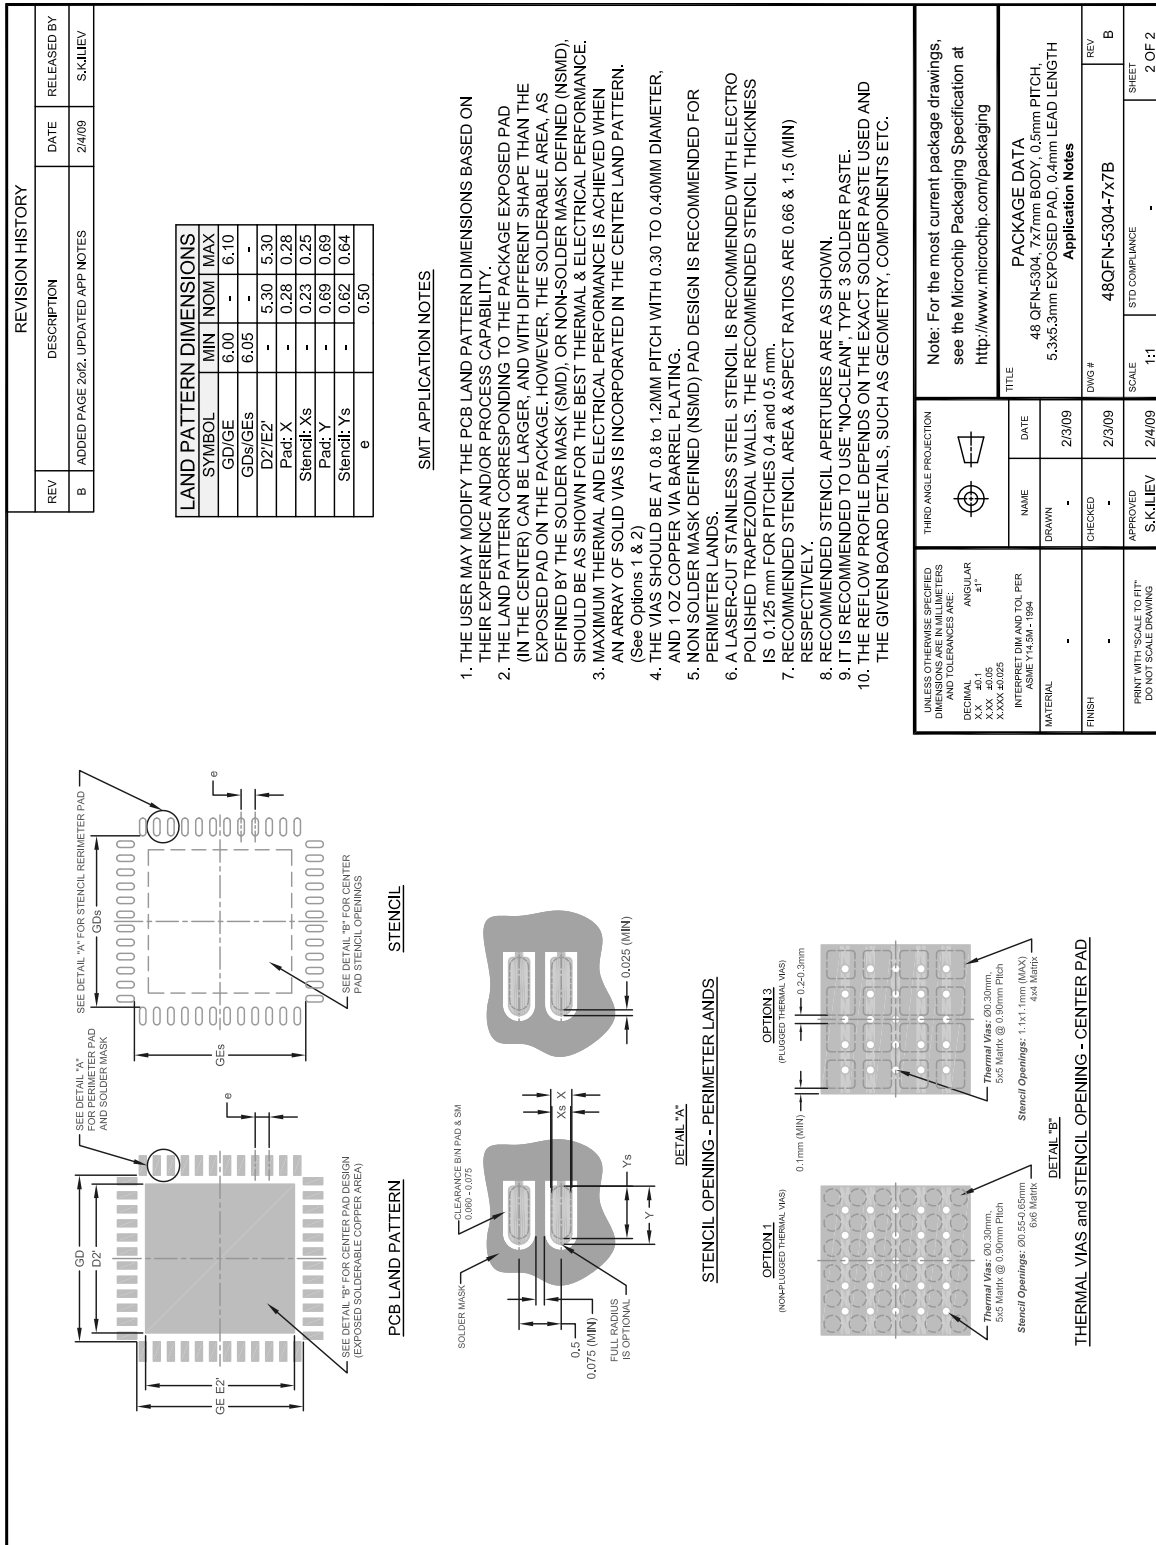 REVISION HISTORY
REV DESCRIPTION DATE RELEASED BY
B ADDED PAGE 2of2. UPDATED APP NOTES 2/4/09 S.K.ILIEV
SEE DETAIL "A"
FOR PERIMETER PAD
AND SOLDER MASK
GD
D2'
GE
E2'
e
SEE DETAIL "B" FOR CENTER PAD DESIGN
(EXPOSED SOLDERABLE COPPER AREA)
PCB LAND PATTERN
SEE DETAIL "A" FOR STENCIL RERIMETER PAD
GDs
GEs
e
SEE DETAIL "B" FOR CENTER
PAD STENCIL OPENINGS
STENCIL
LAND PATTERN DIMENSIONS
SYMBOL MIN NOM MAX
GD/GE 6.00 - 6.10
GDs/GEs 6.05 - -
D2'/E2' - 5.30 5.30
Pad: X - 0.28 0.28
Stencil: Xs - 0.23 0.25
Pad: Y - 0.69 0.69
Stencil: Ys - 0.62 0.64
e 0.50
SOLDER MASK
CLEARANCE B/N PAD & SM
0.060 - 0.075
0.5
0.075 (MIN)
FULL RADIUS
IS OPTIONAL
Y
Ys
Xs
X
0.025 (MIN)
DETAIL "A"
STENCIL OPENING - PERIMETER LANDS
OPTION 1
(NON-PLUGGED THERMAL VIAS)
Thermal Vias: Ø0.30mm,
5x5 Matrix @ 0.90mm Pitch
Stencil Openings: Ø0.55-0.65mm
6x6 Matrix
OPTION 3
(PLUGGED THERMAL VIAS)
0.1mm (MIN)
0.2-0.3mm
Thermal Vias: Ø0.30mm,
5x5 Matrix @ 0.90mm Pitch
Stencil Openings: 1.1x1.1mm (MAX)
4x4 Matrix
DETAIL "B"
THERMAL VIAS and STENCIL OPENING - CENTER PAD
SMT APPLICATION NOTES
1. THE USER MAY MODIFY THE PCB LAND PATTERN DIMENSIONS BASED ON
THEIR EXPERIENCE AND/OR PROCESS CAPABILITY.
2. THE LAND PATTERN CORRESPONDING TO THE PACKAGE EXPOSED PAD
(IN THE CENTER) CAN BE LARGER, AND WITH DIFFERENT SHAPE THAN THE
EXPOSED PAD ON THE PACKAGE. HOWEVER, THE SOLDERABLE AREA, AS
DEFINED BY THE SOLDER MASK (SMD), OR NON-SOLDER MASK DEFINED (NSMD),
SHOULD BE AS SHOWN FOR THE BEST THERMAL & ELECTRICAL PERFORMANCE.
3. MAXIMUM THERMAL AND ELECTRICAL PERFORMANCE IS ACHIEVED WHEN
AN ARRAY OF SOLID VIAS IS INCORPORATED IN THE CENTER LAND PATTERN.
(See Options 1 & 2)
4. THE VIAS SHOULD BE AT 0.8 to 1.2MM PITCH WITH 0.30 TO 0.40MM DIAMETER,
AND 1 OZ COPPER VIA BARREL PLATING.
5. NON SOLDER MASK DEFINED (NSMD) PAD DESIGN IS RECOMMENDED FOR
PERIMETER LANDS.
6. A LASER-CUT STAINLESS STEEL STENCIL IS RECOMMENDED WITH ELECTRO
POLISHED TRAPEZOIDAL WALLS. THE RECOMMENDED STENCIL THICKNESS
IS 0.125 mm FOR PITCHES 0.4 and 0.5 mm.
7. RECOMMENDED STENCIL AREA & ASPECT RATIOS ARE 0.66 & 1.5 (MIN)
RESPECTIVELY.
8. RECOMMENDED STENCIL APERTURES ARE AS SHOWN.
9. IT IS RECOMMENDED TO USE "NO-CLEAN", TYPE 3 SOLDER PASTE.
10. THE REFLOW PROFILE DEPENDS ON THE EXACT SOLDER PASTE USED AND
THE GIVEN BOARD DETAILS, SUCH AS GEOMETRY, COMPONENTS ETC.
UNLESS OTHERWISE SPECIFIED
DIMENSIONS ARE IN MILLIMETERS
AND TOLERANCES ARE:
DECIMAL ANGULAR
X.X ±0.1 ±1°
X.XX ±0.05
X.XXX ±0.025
INTERPRET DIM AND TOL PER
ASME Y14.5M - 1994
MATERIAL
-
FINISH
-
PRINT WITH "SCALE TO FIT"
DO NOT SCALE DRAWING
THIRD ANGLE PROJECTION
NAME DATE
DRAWN
- 2/3/09
CHECKED
- 2/3/09
APPROVED
S.K.ILIEV 2/4/09
Note: For the most current package drawings,
see the Microchip Packaging Specification at
http://www.microchip.com/packaging
TITLE
PACKAGE DATA
48 QFN-5304, 7x7mm BODY, 0.5mm PITCH,
5.3x5.3mm EXPOSED PAD, 0.4mm LEAD LENGTH
Application Notes
DWG # REV
48QFN-5304-7x7B B
SCALE STD COMPLIANCE SHEET
1:1 - 2 OF 2